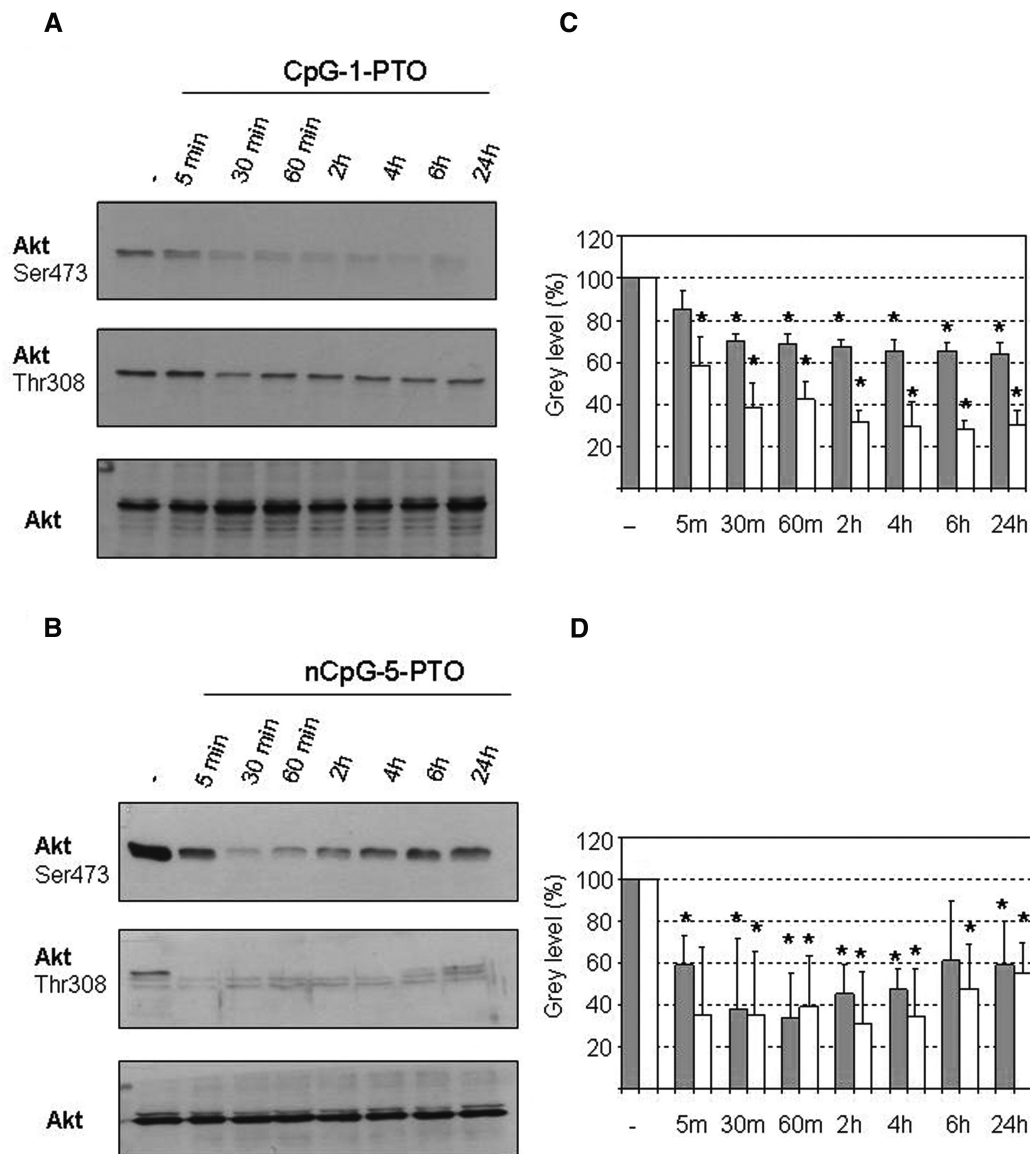 A
CpG-1-PTO
- 5 min 30 min 60 min 2h 4h 6h 24h
Akt
Ser473
Akt
Thr308
Akt
C
Grey level (%)
120
100
80
60
40
20
* * * * * * *
* * * * * *
– 5m 30m 60m 2h 4h 6h 24h
B
nCpG-5-PTO
- 5 min 30 min 60 min 2h 4h 6h 24h
Akt
Ser473
Akt
Thr308
Akt
D
Grey level (%)
120
100
80
60
40
20
* * * * * * * * * * * *
- 5m 30m 60m 2h 4h 6h 24h